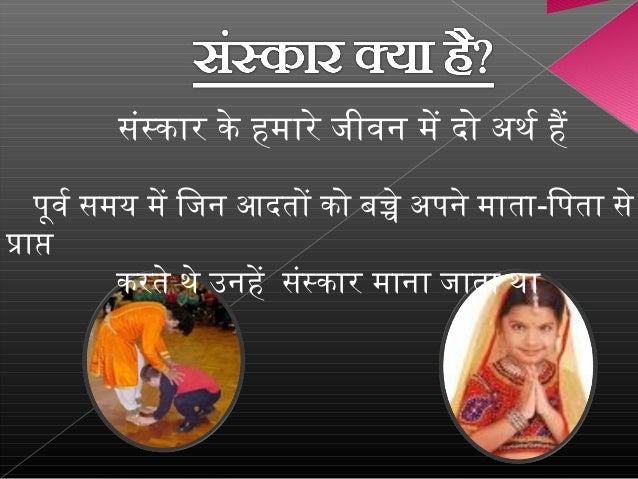 संस्कार क्या है?
संस्कार के हमारे जीवन में दो अर्थ हैं
पूर्व समय में जिन आदतों को बच्चे अपने माता-पिता से
प्राप्त
करते थे उनहें संस्कार माना जाता था